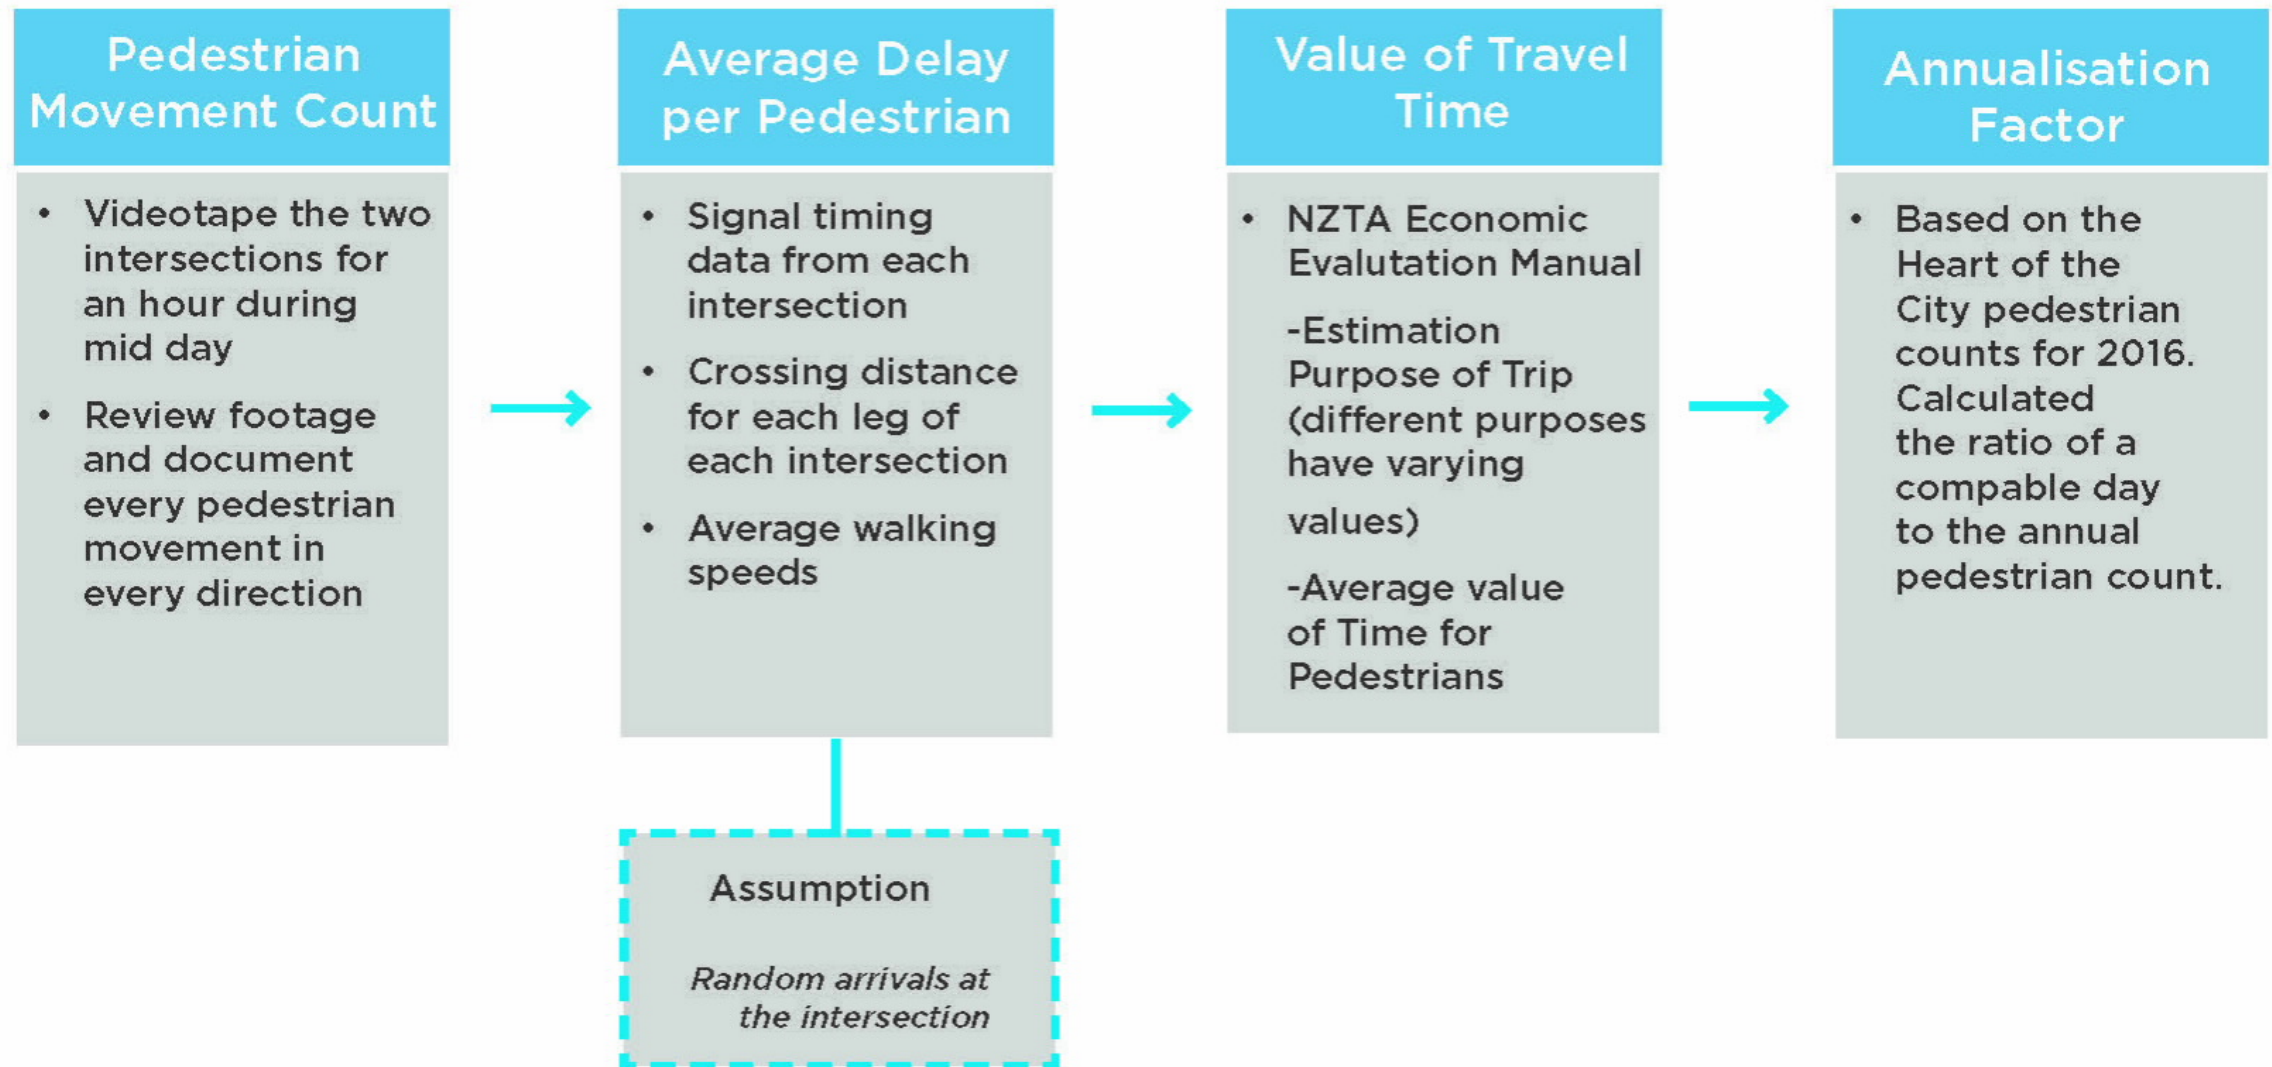 Pedestrian
Movement Count
• Videotape the two
intersections for
an hour during
mid day
• Review footage
and document
every pedestrian
movement in
every direction
Average Delay
per Pedestrian
• Signal timing
data from each
intersection
• Crossing distance
for each leg of
each intersection
• Average walking
speeds
Assumption
Random arrivals at
the intersection
Value of Travel
Time
• NZTA Economic
Evalutation Manual
-Estimation
Purpose of Trip
(different purposes
have varying
values)
-Average value
of Time for
Pedestrians
Annualisation
Factor
• Based on the
Heart of the
City pedestrian
counts for 2016.
Calculated
the ratio of a
compable day
to the annual
pedestrian count.